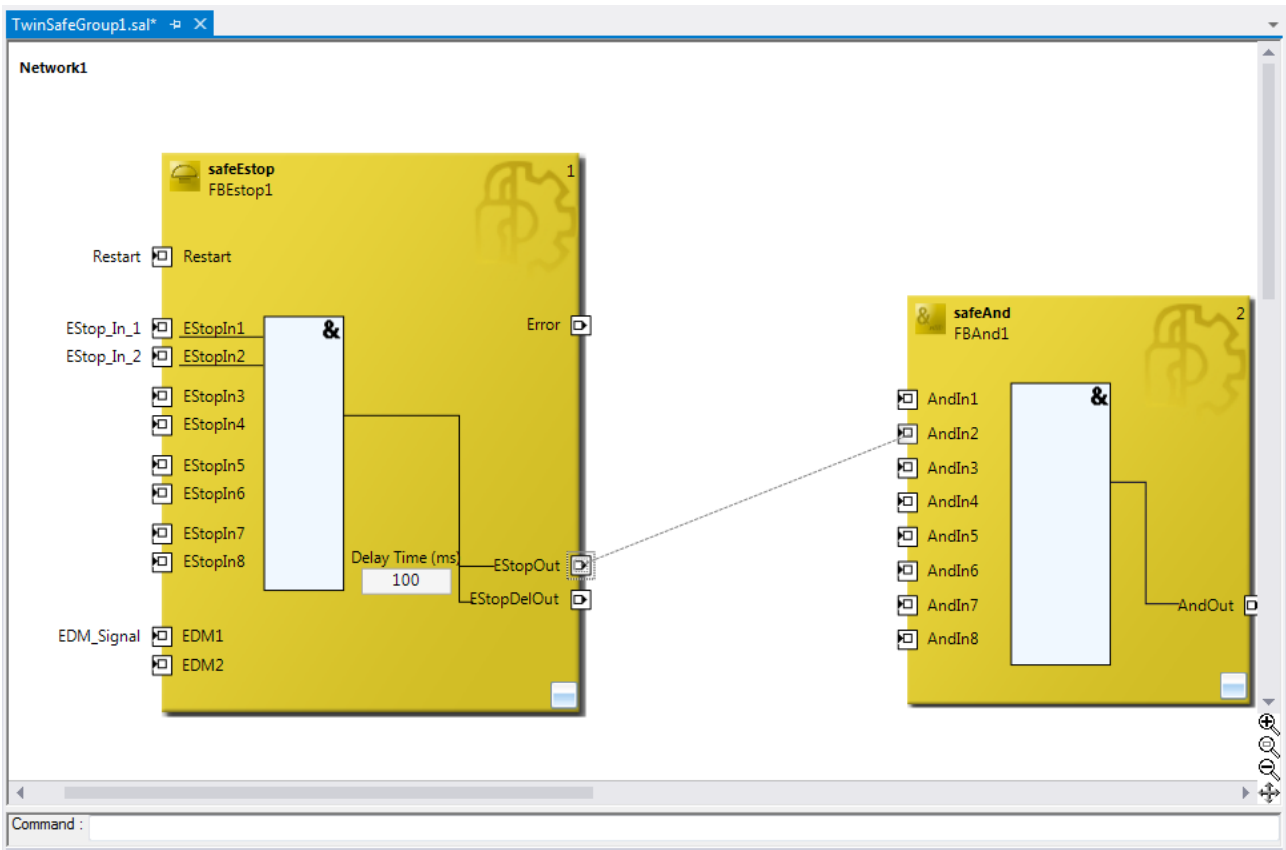 TwinSafeGroup1.sal*
Network1
safeEstop
FBEstop1
1
Restart
Restart
EStop_In_1
EStopIn1
&
Error
EStop_In_2
EStopIn2
EStopIn3
EStopIn4
EStopIn5
EStopIn6
EStopIn7
EStopIn8
Delay Time (ms)
100
EStopOut
EStopDelOut
EDM_Signal
EDM1
EDM2
&
safeAnd
FBAnd1
2
AndIn1
&
AndIn2
AndIn3
AndIn4
AndIn5
AndIn6
AndIn7
AndOut
AndIn8
Command :